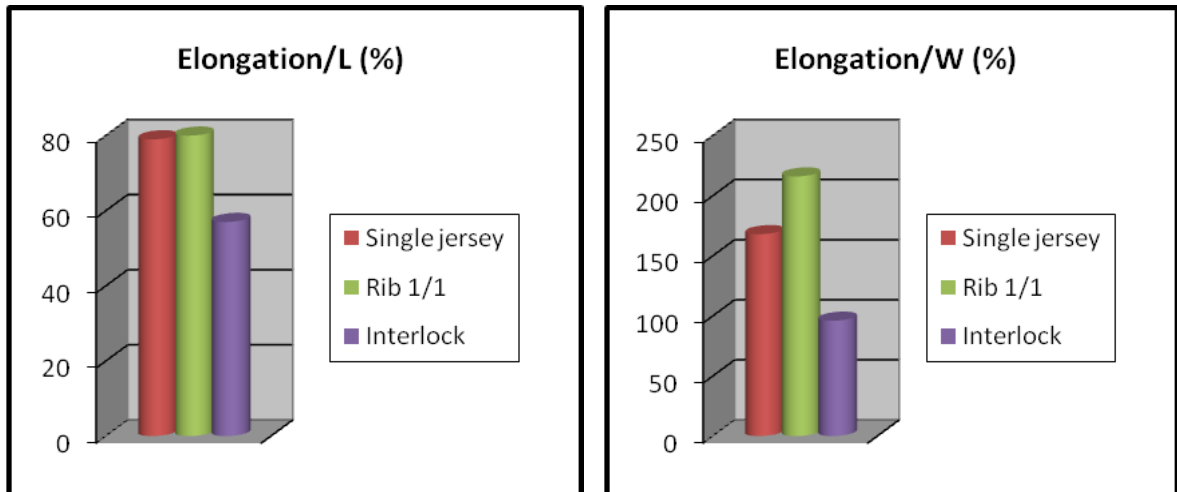 Elongation/L (%)
80
60
40
20
0
Single jersey
Rib 1/1
Interlock
Elongation/W (%)
250
200
150
100
50
0
Single jersey
Rib 1/1
Interlock